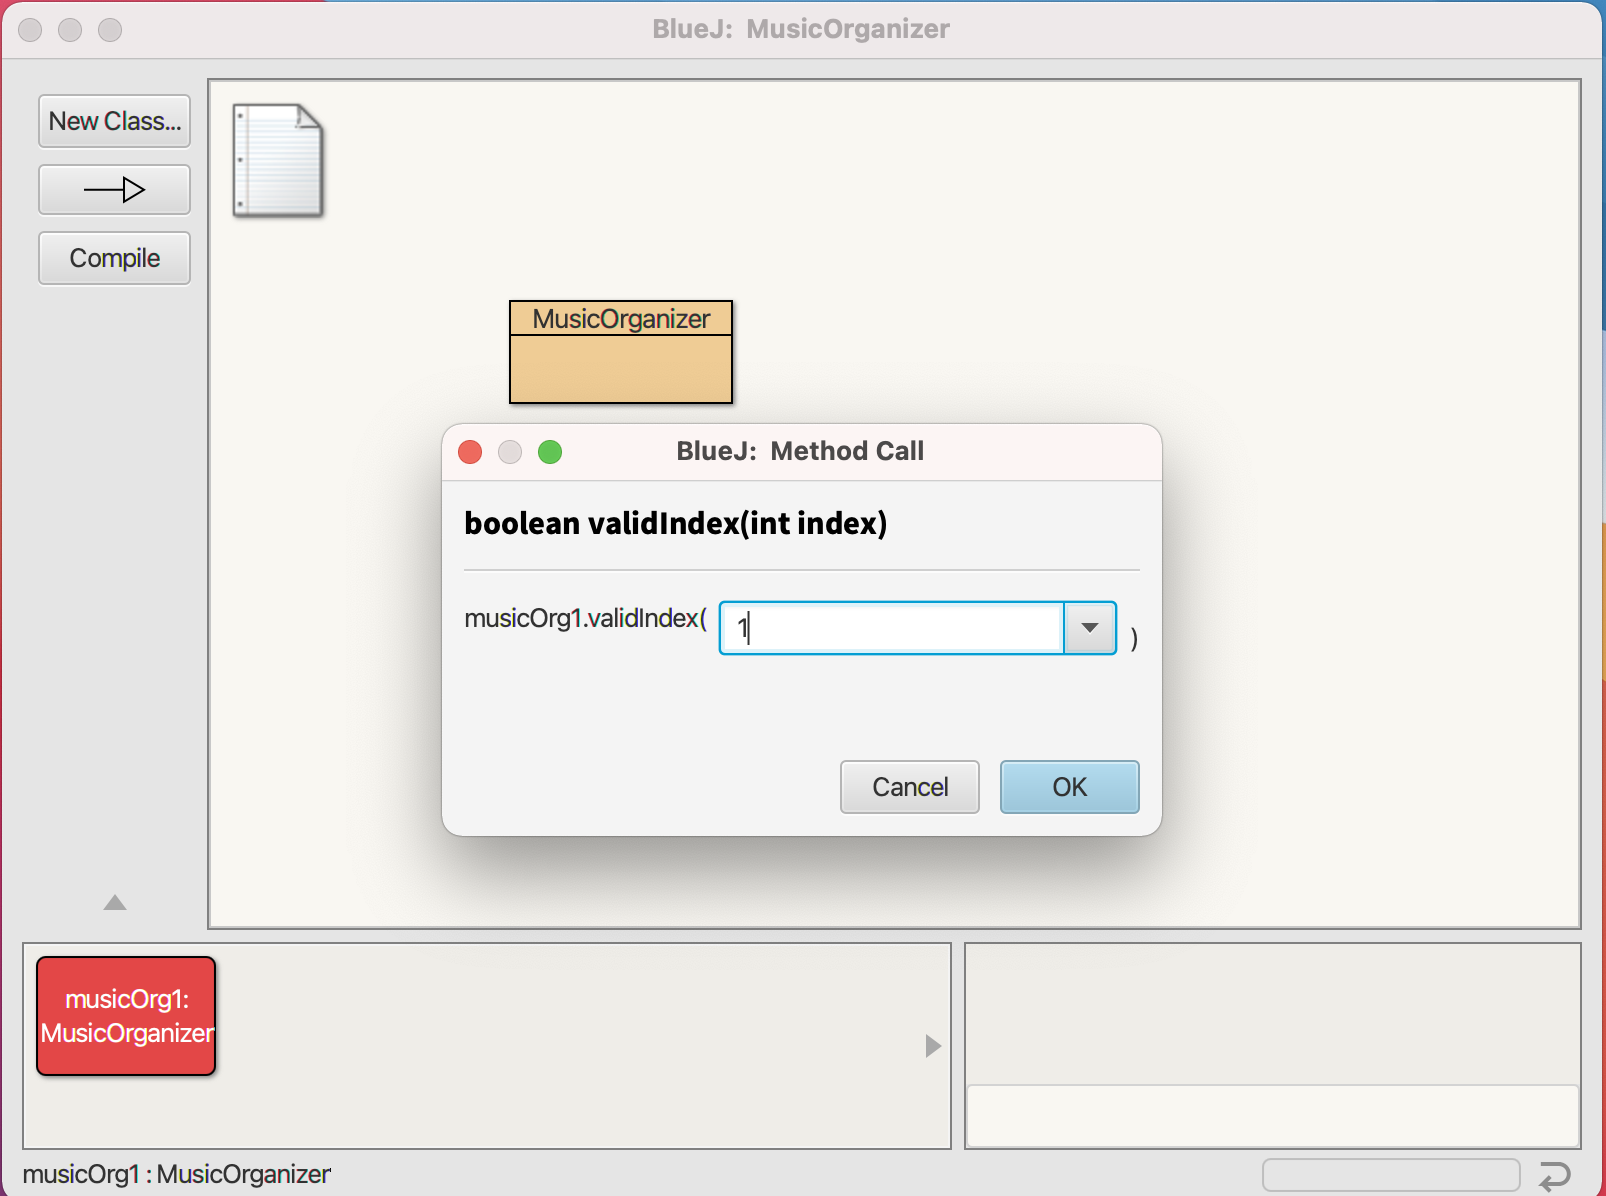 BlueJ: MusicOrganizer
New Class...
Compile
MusicOrganizer
BlueJ: Method Call
boolean validIndex(int index)
musicOrg1.validIndex( 1 )
Cancel
OK
musicOrg1:
MusicOrganizer
musicOrg1 : MusicOrganizer